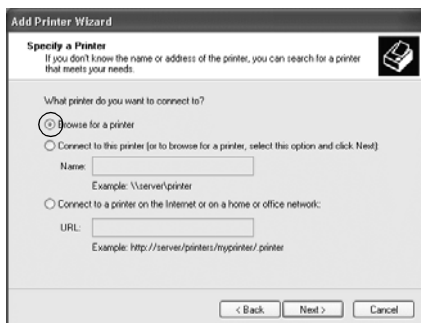 Add Printer Wizard
Specify a Printer
If you don't know the name or address of the printer, you can search for a printer
that meets your needs.
What printer do you want to connect to?
Browse for a printer
Connect to this printer (or to browse for a printer, select this option and click Next):
Name:
Example: \\server\printer
Connect to a printer on the Internet or on a home or office network:
URL:
Example: http://server/printers/myprinter/.printer
< Back
Next >
Cancel